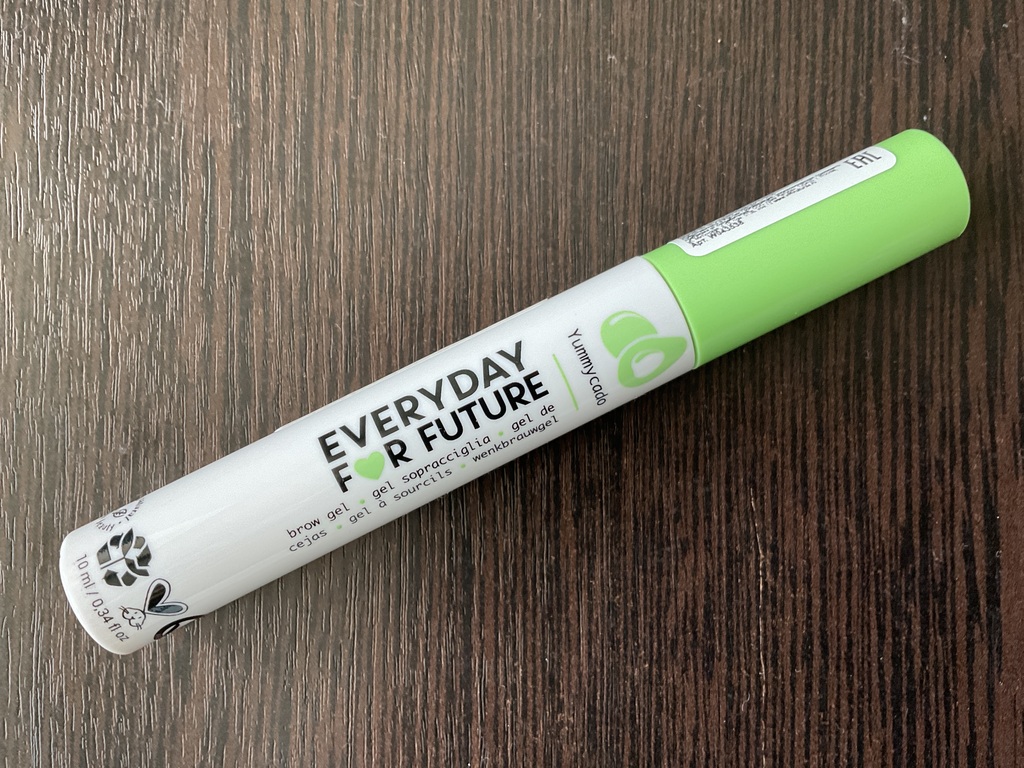 EVERYDAY
FOR FUTURE
brow gel • gel sopracciglia • gel de
cejas • gel à sourcils • wenkbrauwgel
Yummycado
10 ml / 0,34 fl oz
EAC